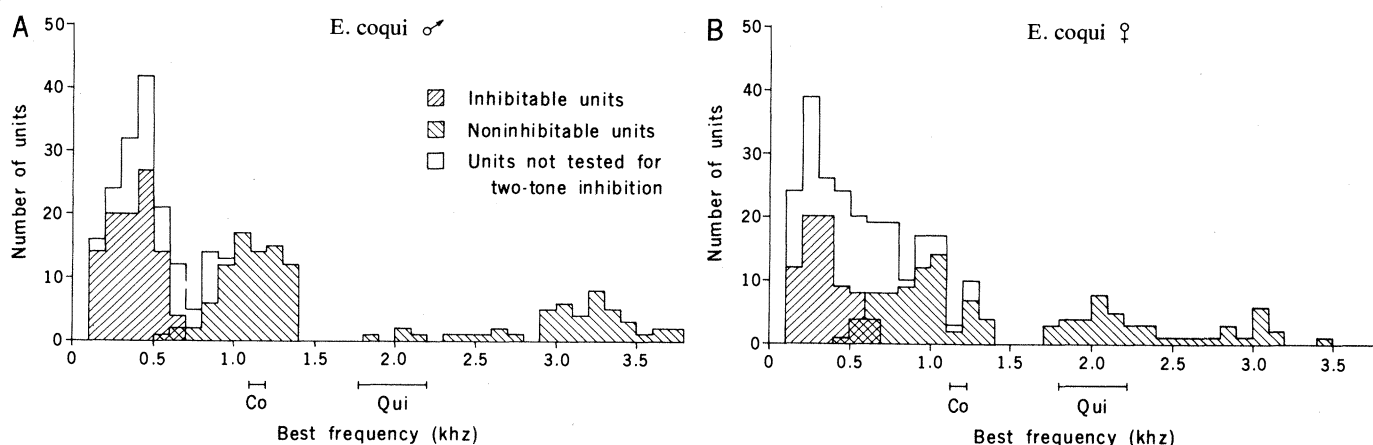 A
E. coqui ♂
50
40
30
20
10
0
Number of units
Inhibitable units
Noninhibitable units
Units not tested for
two-tone inhibition
0 0.5 1.0 1.5 2.0 2.5 3.0 3.5
Co Qui
Best frequency (khz)
B
E. coqui ♀
50
40
30
20
10
0
Number of units
0 0.5 1.0 1.5 2.0 2.5 3.0 3.5
Co Qui
Best frequency (khz)